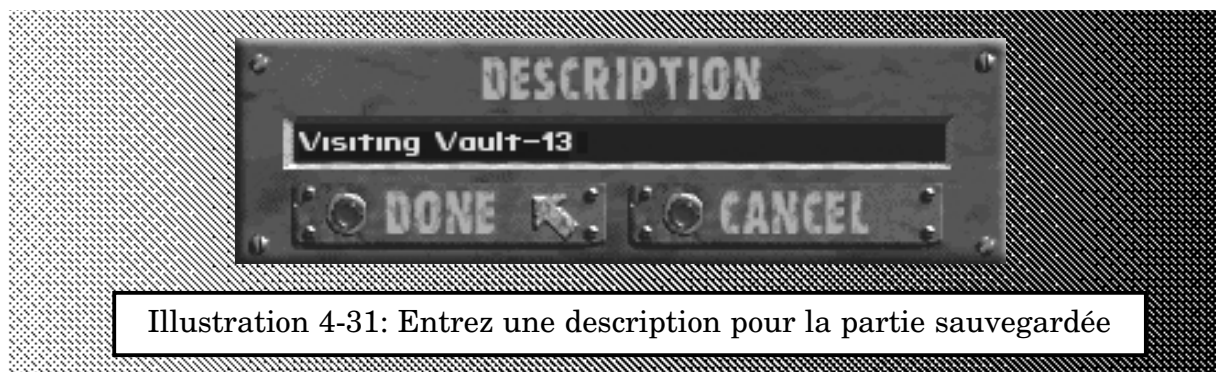 DESCRIPTION
Visiting Vault-13
DONE CANCEL
Illustration 4-31: Entrez une description pour la partie sauvegardée